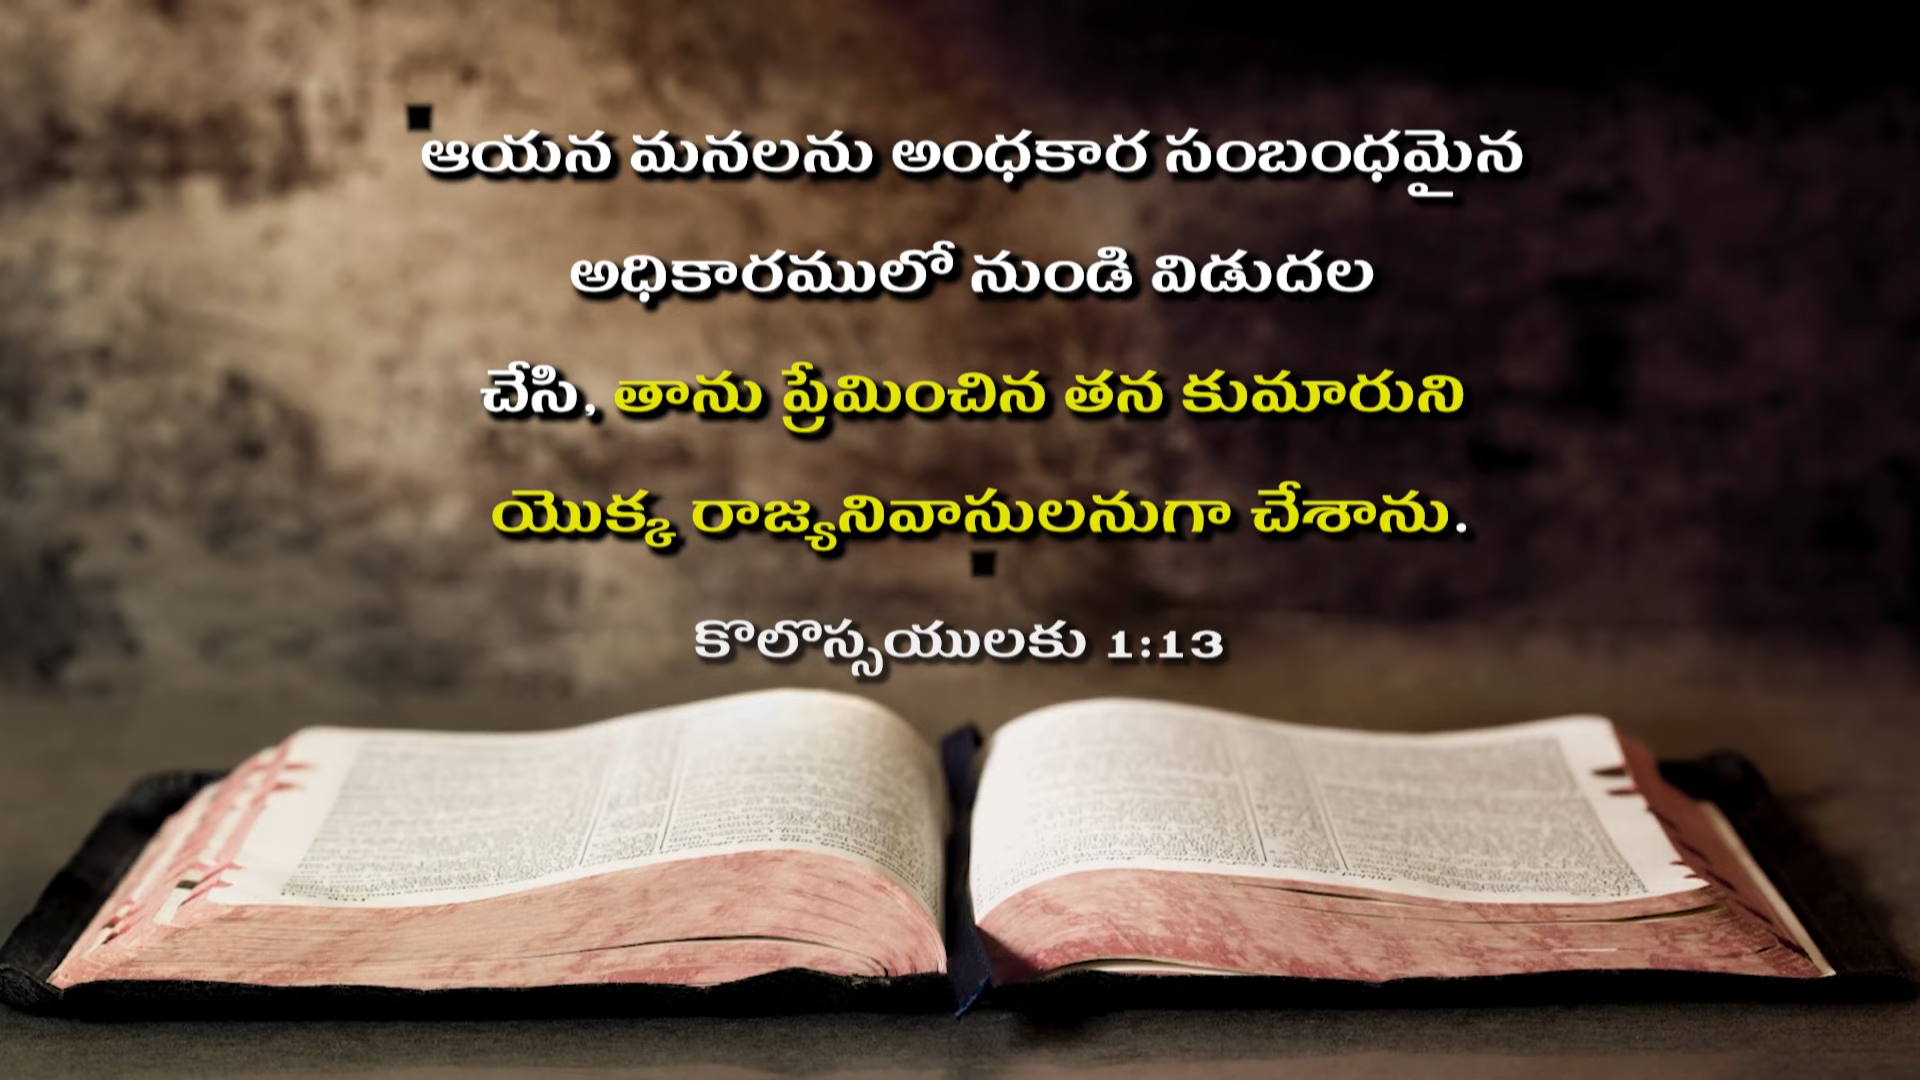 ఆయన మనలను అంధకార సంబంధమైన
అధికారములో నుండి విడుదల
చేసి, తాను ప్రేమించిన తన కుమారుని
యొక్క రాజ్యనివాసులనుగా చేశాను.
కొలొస్సయులకు 1:13